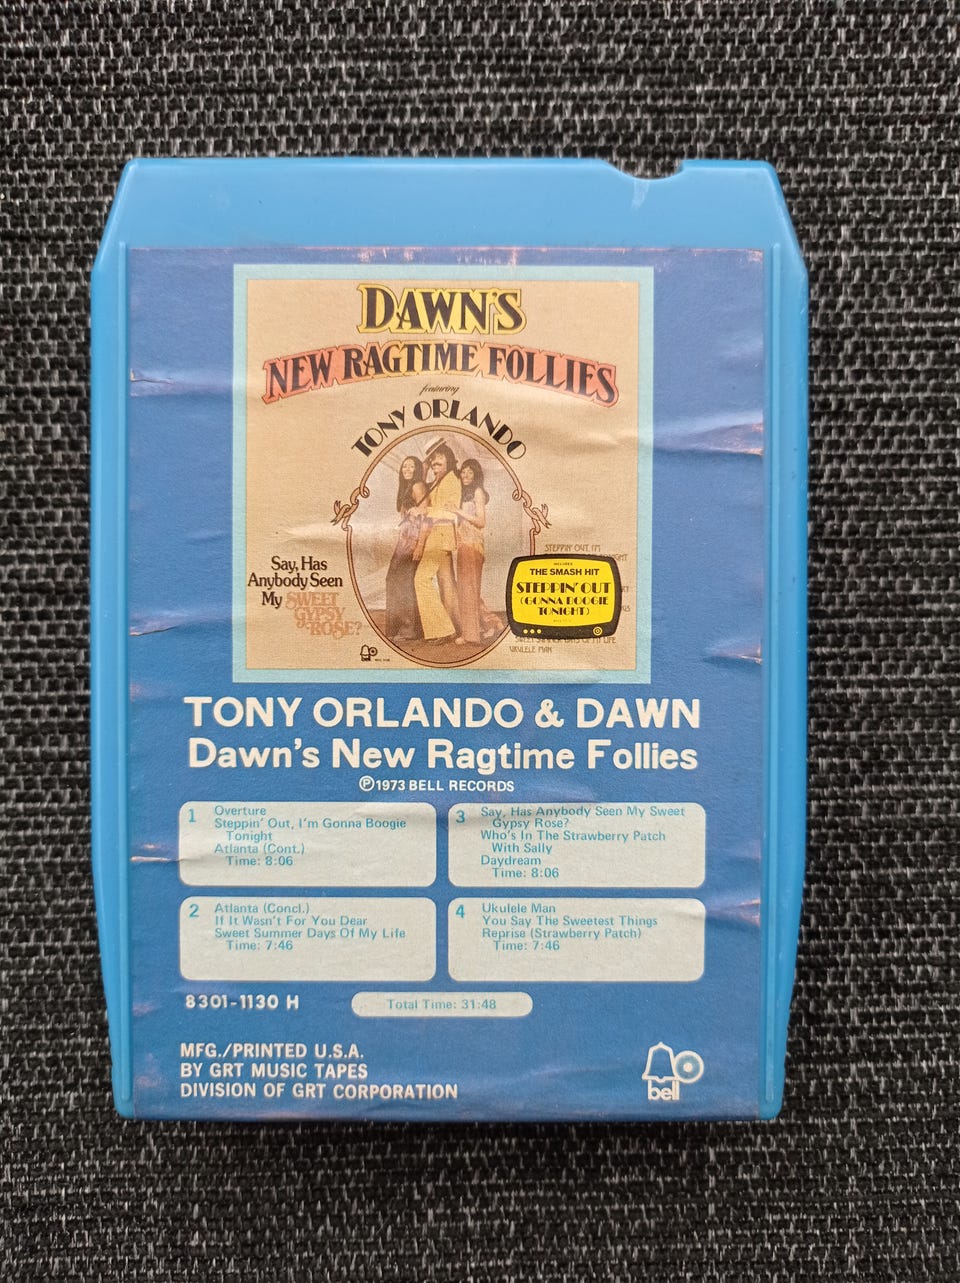 DAWN'S
NEW RAGTIME FOLLIES
featuring
TONY ORLANDO
Say, Has
Anybody Seen
My SWEET
GYPSY
ROSE?
STEPPIN' OUT, I'M
INCLUDES
THE SMASH HIT
STEPPIN' OUT
(GONNA BOOGIE
TONIGHT)
UKULELE MAN
TONY ORLANDO & DAWN
Dawn's New Ragtime Follies
Ⓟ1973 BELL RECORDS
1 Overture
Steppin' Out, I'm Gonna Boogie
Tonight
Atlanta (Cont.)
Time: 8:06
2 Atlanta (Concl.)
If It Wasn't For You Dear
Sweet Summer Days Of My Life
Time: 7:46
3 Say, Has Anybody Seen My Sweet
Gypsy Rose?
Who's In The Strawberry Patch
With Sally
Daydream
Time: 8:06
4 Ukulele Man
You Say The Sweetest Things
Reprise (Strawberry Patch)
Time: 7:46
8301-1130 H
Total Time: 31:48
MFG./PRINTED U.S.A.
BY GRT MUSIC TAPES
DIVISION OF GRT CORPORATION
bell